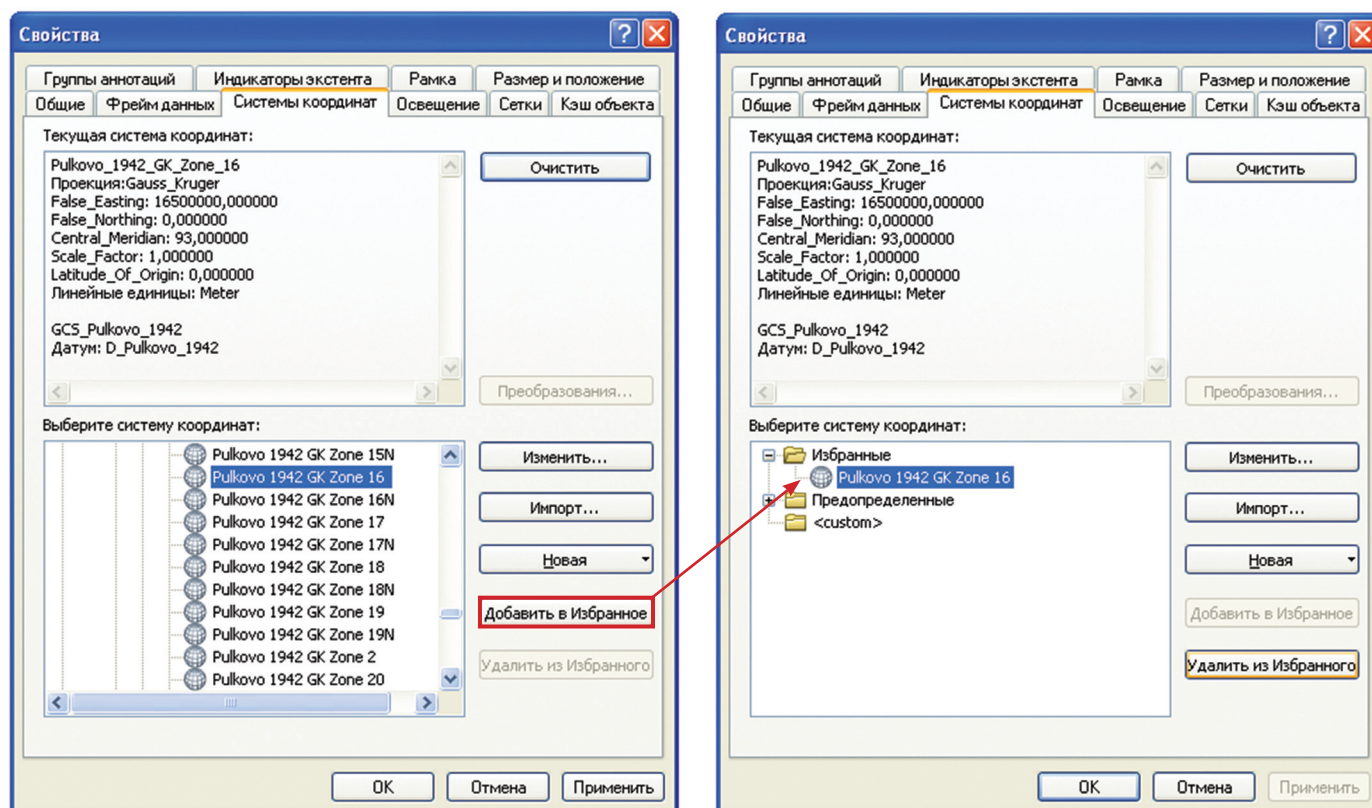 Свойства
Группы аннотаций Индикаторы экстента Рамка Размер и положение
Общие Фрейм данных Системы координат Освещение Сетки Кэш объекта
Текущая система координат:
Pulkovo_1942_GK_Zone_16
Проекция:Gauss_Kruger
False_Easting: 16500000,000000
False_Northing: 0,000000
Central_Meridian: 93,000000
Scale_Factor: 1,000000
Latitude_Of_Origin: 0,000000
Линейные единицы: Meter
GCS_Pulkovo_1942
Датум: D_Pulkovo_1942
Очистить
Преобразования...
Выберите систему координат:
Pulkovo 1942 GK Zone 15N
Pulkovo 1942 GK Zone 16
Pulkovo 1942 GK Zone 16N
Pulkovo 1942 GK Zone 17
Pulkovo 1942 GK Zone 17N
Pulkovo 1942 GK Zone 18
Pulkovo 1942 GK Zone 18N
Pulkovo 1942 GK Zone 19
Pulkovo 1942 GK Zone 19N
Pulkovo 1942 GK Zone 2
Pulkovo 1942 GK Zone 20
Изменить...
Импорт...
Новая
Добавить в Избранное
Удалить из Избранного
OK Отмена Применить
Свойства
Группы аннотаций Индикаторы экстента Рамка Размер и положение
Общие Фрейм данных Системы координат Освещение Сетки Кэш объекта
Текущая система координат:
Pulkovo_1942_GK_Zone_16
Проекция:Gauss_Kruger
False_Easting: 16500000,000000
False_Northing: 0,000000
Central_Meridian: 93,000000
Scale_Factor: 1,000000
Latitude_Of_Origin: 0,000000
Линейные единицы: Meter
GCS_Pulkovo_1942
Датум: D_Pulkovo_1942
Очистить
Преобразования...
Выберите систему координат:
Избранные
Pulkovo 1942 GK Zone 16
Предопределенные
<custom>
Изменить...
Импорт...
Новая
Добавить в Избранное
Удалить из Избранного
OK Отмена Применить